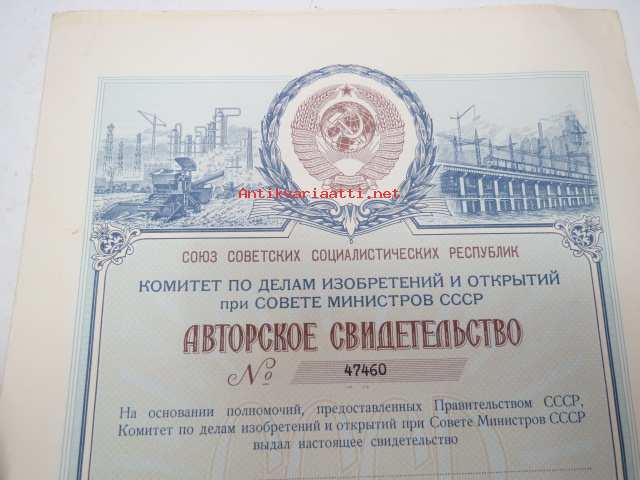 Antikvariaatti.net
СОЮЗ СОВЕТСКИХ СОЦИАЛИСТИЧЕСКИХ РЕСПУБЛИК
КОМИТЕТ ПО ДЕЛАМ ИЗОБРЕТЕНИЙ И ОТКРЫТИЙ
при СОВЕТЕ МИНИСТРОВ СССР
АВТОРСКОЕ СВИДЕТЕЛЬСТВО
№ 47460
На основании полномочий, предоставленных Правительством СССР,
Комитет по делам изобретений и открытий при Совете Министров СССР
выдал настоящее свидетельство